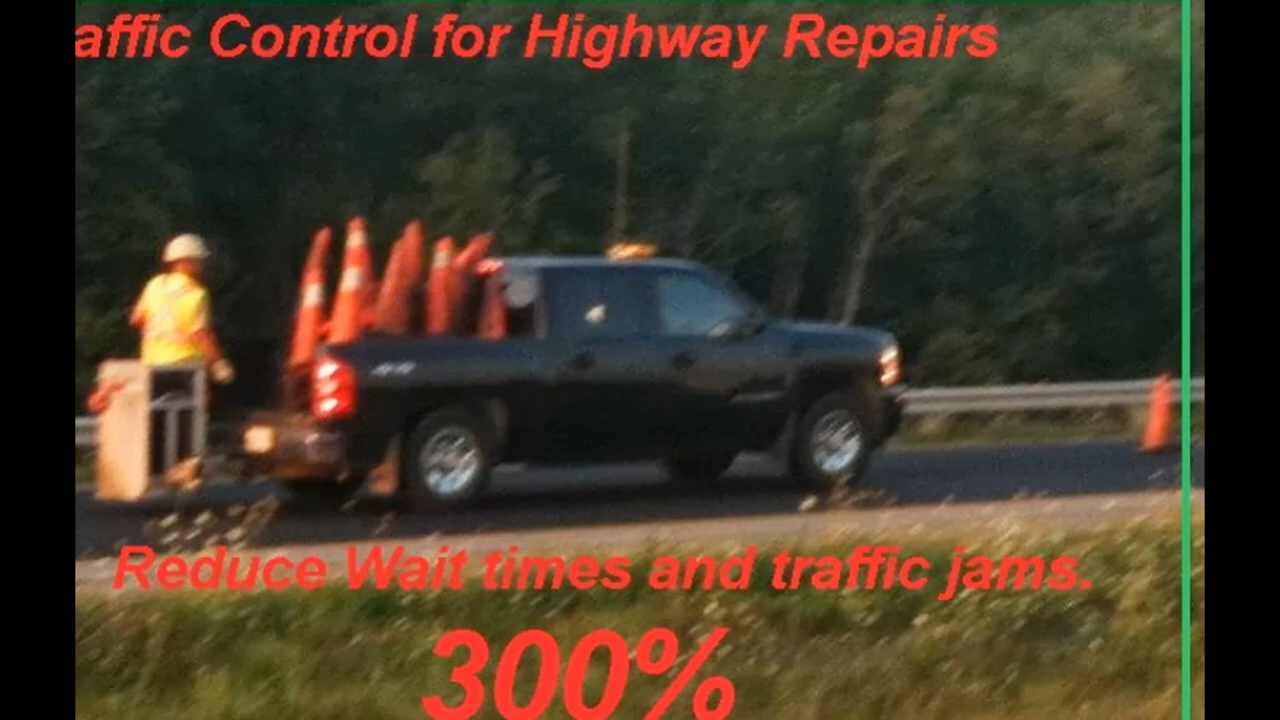 affic Control for Highway Repairs
Reduce Wait times and traffic jams.
300%